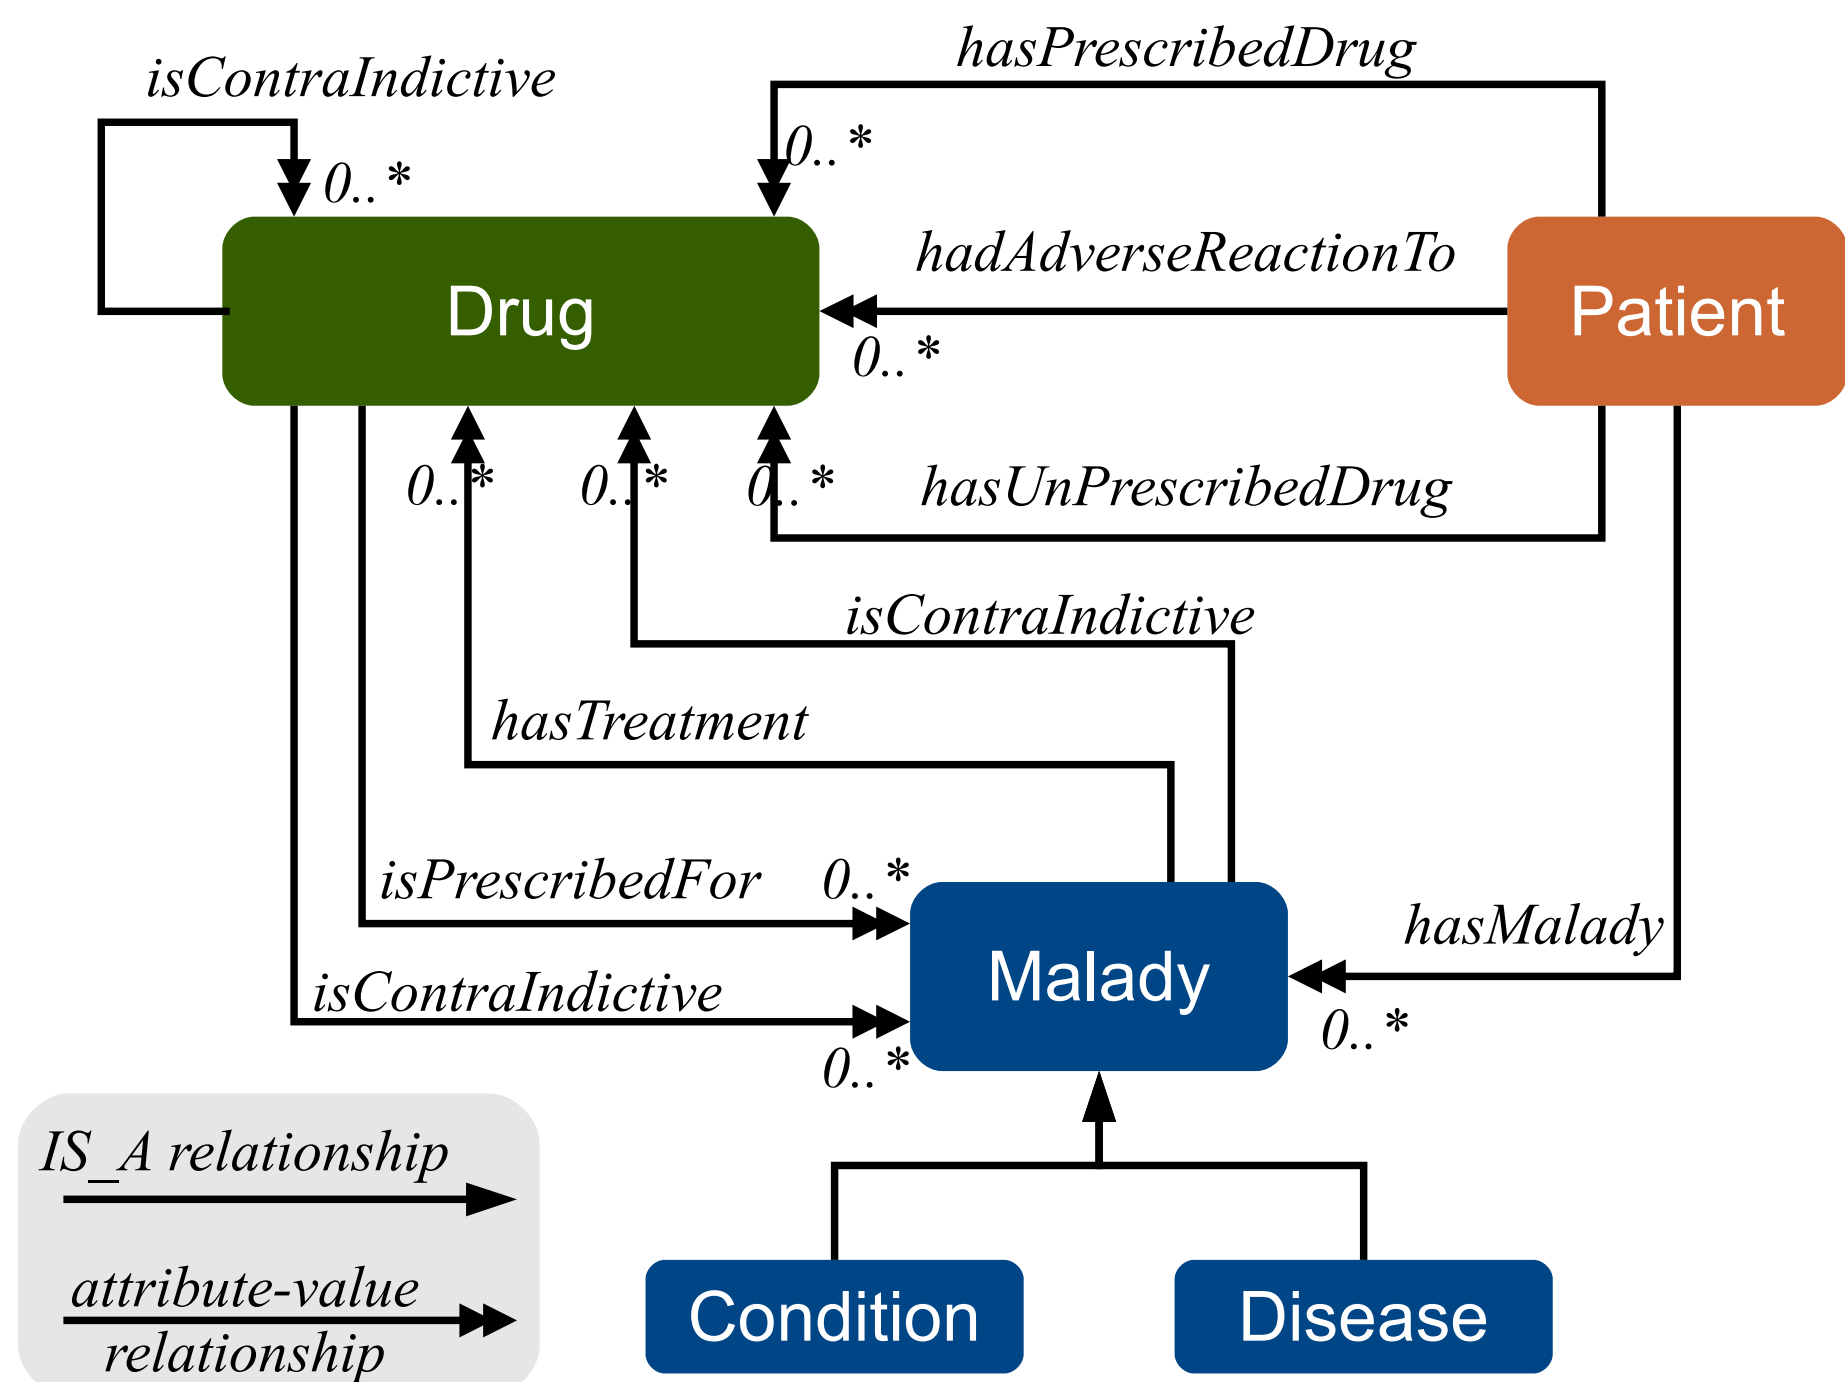 hasPrescribedDrug
isContraIndictive
0..*
0..*
hadAdverseReactionTo
Drug
Patient
0..*
0..*
0..*
0..*
hasUnPrescribedDrug
isContraIndictive
hasTreatment
isPrescribedFor
0..*
hasMalady
Malady
isContraIndictive
0..*
0..*
IS_A relationship
attribute-value
relationship
Condition
Disease